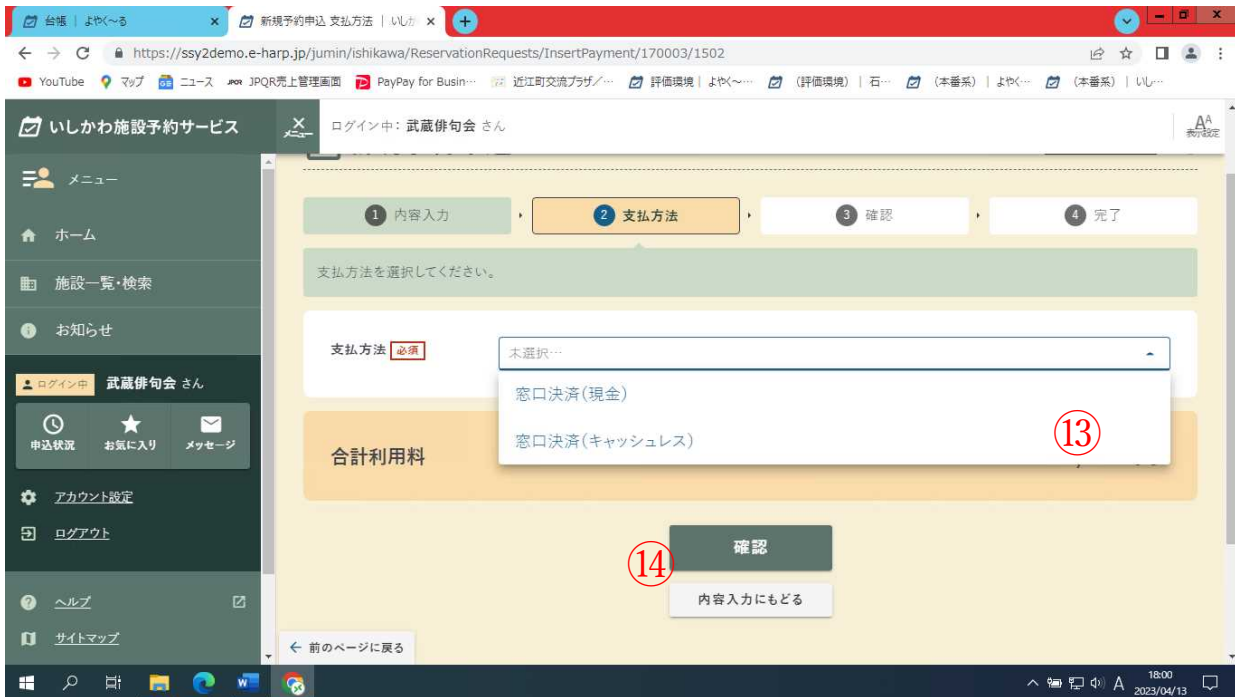 台帳 | よやく~る
新規予約申込 支払方法 | いしか
https://ssy2demo.e-harp.jp/jumin/ishikawa/ReservationRequests/InsertPayment/170003/1502
YouTube マップ ニュース JPQR売上管理画面 PayPay for Busin… 近江町交流プラザ／… 評価環境 | よやく~… （評価環境）| 石… （本番系）| よやく… （本番系）| いし…
いしかわ施設予約サービス
メニュー
ログイン中: 武蔵俳句会 さん
表示設定
メニュー
ホーム
施設一覧・検索
お知らせ
ログイン中 武蔵俳句会 さん
申込状況 お気に入り メッセージ
アカウント設定
ログアウト
ヘルプ
サイトマップ
1 内容入力
2 支払方法
3 確認
4 完了
支払方法を選択してください。
支払方法 必須
未選択…
窓口決済(現金)
窓口決済(キャッシュレス)
⑬
合計利用料
⑭
確認
内容入力にもどる
← 前のページに戻る
A
18:00
2023/04/13